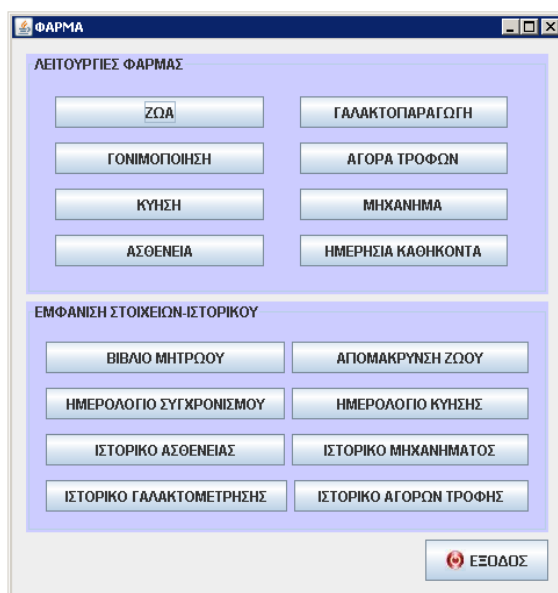 ΦΑΡΜΑ
ΛΕΙΤΟΥΡΓΙΕΣ ΦΑΡΜΑΣ
ΖΩΑ
ΓΑΛΑΚΤΟΠΑΡΑΓΩΓΗ
ΓΟΝΙΜΟΠΟΙΗΣΗ
ΑΓΟΡΑ ΤΡΟΦΩΝ
ΚΥΗΣΗ
ΜΗΧΑΝΗΜΑ
ΑΣΘΕΝΕΙΑ
ΗΜΕΡΗΣΙΑ ΚΑΘΗΚΟΝΤΑ
ΕΜΦΑΝΙΣΗ ΣΤΟΙΧΕΙΩΝ-ΙΣΤΟΡΙΚΟΥ
ΒΙΒΛΙΟ ΜΗΤΡΩΟΥ
ΑΠΟΜΑΚΡΥΝΣΗ ΖΩΟΥ
ΗΜΕΡΟΛΟΓΙΟ ΣΥΓΧΡΟΝΙΣΜΟΥ
ΗΜΕΡΟΛΟΓΙΟ ΚΥΗΣΗΣ
ΙΣΤΟΡΙΚΟ ΑΣΘΕΝΕΙΑΣ
ΙΣΤΟΡΙΚΟ ΜΗΧΑΝΗΜΑΤΟΣ
ΙΣΤΟΡΙΚΟ ΓΑΛΑΚΤΟΜΕΤΡΗΣΗΣ
ΙΣΤΟΡΙΚΟ ΑΓΟΡΩΝ ΤΡΟΦΗΣ
ΕΞΟΔΟΣ